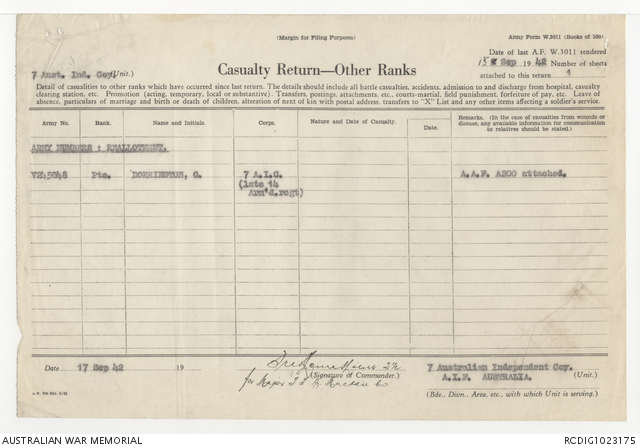 (Margin for Filing Purposes)
Army Form W.3011 (Books of 100)
Date of last A.F. W.3011 rendered
Sep 1942 Number of sheets
7 Aust. Ind. Coy. (Unit.)
Casualty Return—Other Ranks
attached to this return 1
Detail of casualties to other ranks which have occurred since last return. The details should include all battle casualties, accidents, admission to and discharge from hospital, casualty
clearing station, etc. Promotion (acting, temporary, local or substantive). Transfers, postings, attachments, etc., courts-martial, field punishment, forfeiture of pay, etc. Leave of
absence, particulars of marriage and birth or death of children, alteration of next of kin with postal address, transfers to "X" List and any other items affecting a soldier's service.
Army No.
Rank.
Name and Initials.
Corps.
Nature and Date of Casualty.
Date.
Remarks. (In the case of casualties from wounds or
disease, any available information for communication
to relatives should be stated.)
ARMY NUMBERS :
Pte.
7 A.I.C.
(late 14
Arm'd.regt)
A.A.F. A200 attached.
Date 17 Sep 42 19
(Signature of Commander.)
for Major
7 Australian Independent Coy.
A.I.F. AUSTRALIA. (Unit.)
(Bde., Divn., Area, etc., with which Unit is serving.)
AUSTRALIAN WAR MEMORIAL
RCDIG1023175